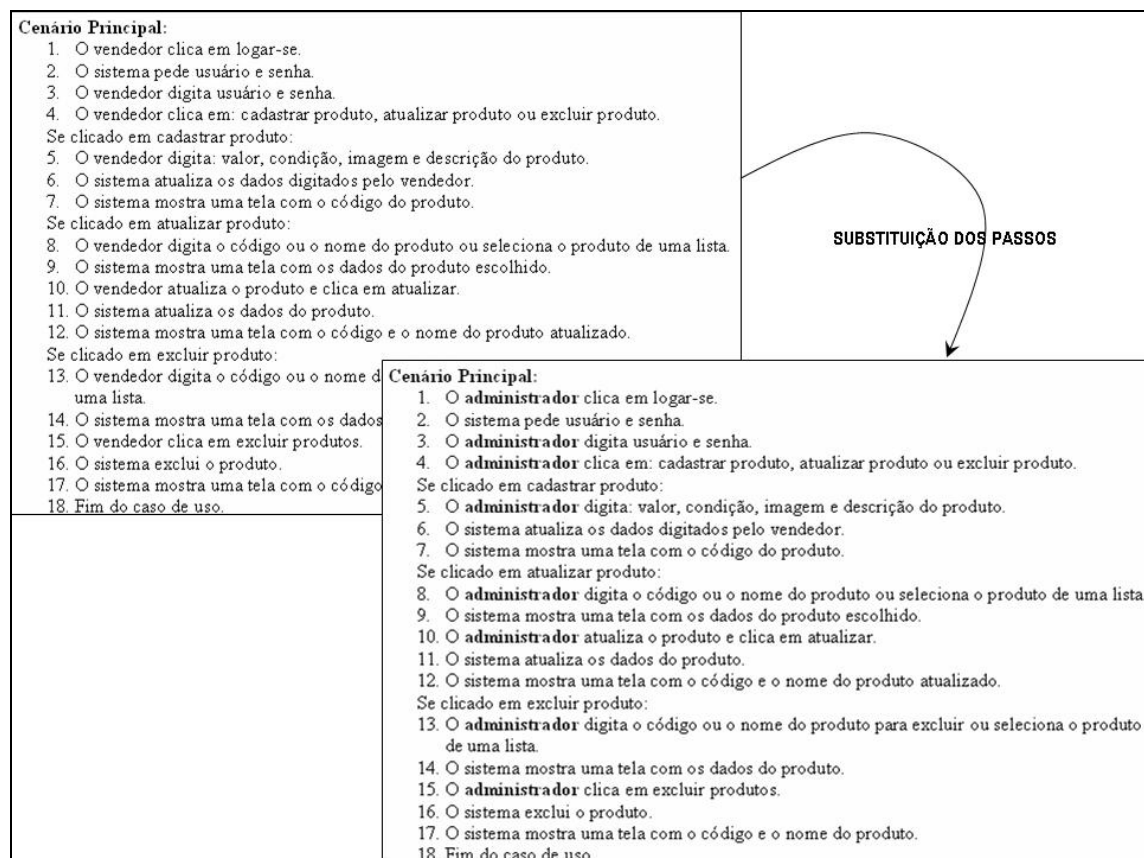 Cenário Principal:
1. O vendedor clica em logar-se.
2. O sistema pede usuário e senha.
3. O vendedor digita usuário e senha.
4. O vendedor clica em: cadastrar produto, atualizar produto ou excluir produto.
Se clicado em cadastrar produto:
5. O vendedor digita: valor, condição, imagem e descrição do produto.
6. O sistema atualiza os dados digitados pelo vendedor.
7. O sistema mostra uma tela com o código do produto.
Se clicado em atualizar produto:
8. O vendedor digita o código ou o nome do produto ou seleciona o produto de uma lista.
9. O sistema mostra uma tela com os dados do produto escolhido.
10. O vendedor atualiza o produto e clica em atualizar.
11. O sistema atualiza os dados do produto.
12. O sistema mostra uma tela com o código e o nome do produto atualizado.
Se clicado em excluir produto:
13. O vendedor digita o código ou o nome d
uma lista.
14. O sistema mostra uma tela com os dados
15. O vendedor clica em excluir produtos.
16. O sistema exclui o produto.
17. O sistema mostra uma tela com o código
18. Fim do caso de uso.
SUBSTITUIÇÃO DOS PASSOS
Cenário Principal:
1. O administrador clica em logar-se.
2. O sistema pede usuário e senha.
3. O administrador digita usuário e senha.
4. O administrador clica em: cadastrar produto, atualizar produto ou excluir produto.
Se clicado em cadastrar produto:
5. O administrador digita: valor, condição, imagem e descrição do produto.
6. O sistema atualiza os dados digitados pelo vendedor.
7. O sistema mostra uma tela com o código do produto.
Se clicado em atualizar produto:
8. O administrador digita o código ou o nome do produto ou seleciona o produto de uma lista
9. O sistema mostra uma tela com os dados do produto escolhido.
10. O administrador atualiza o produto e clica em atualizar.
11. O sistema atualiza os dados do produto.
12. O sistema mostra uma tela com o código e o nome do produto atualizado.
Se clicado em excluir produto:
13. O administrador digita o código ou o nome do produto para excluir ou seleciona o produto
de uma lista.
14. O sistema mostra uma tela com os dados do produto.
15. O administrador clica em excluir produtos.
16. O sistema exclui o produto.
17. O sistema mostra uma tela com o código e o nome do produto.
18. Fim do caso de uso